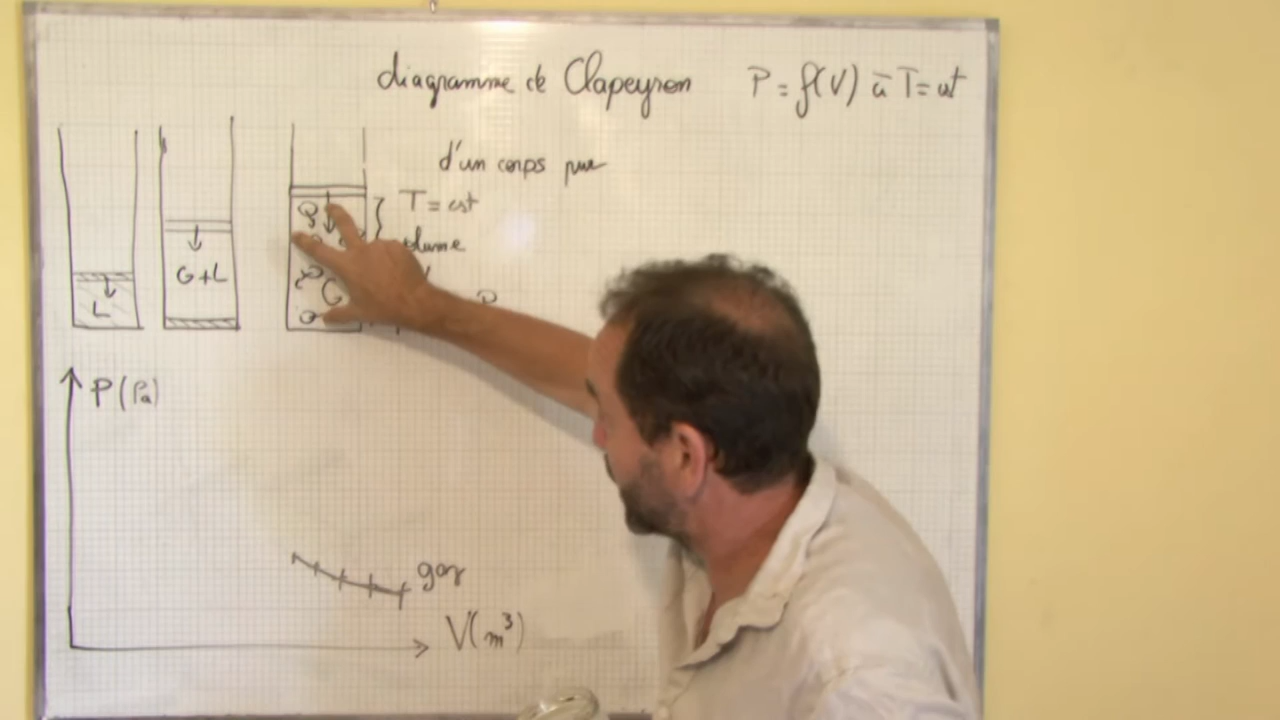 diagramme de Clapeyron P = f(V) à T = cst
d'un corps pur
T = cst
G+L
G
L
P
P (Pa)
gaz
V(m³)